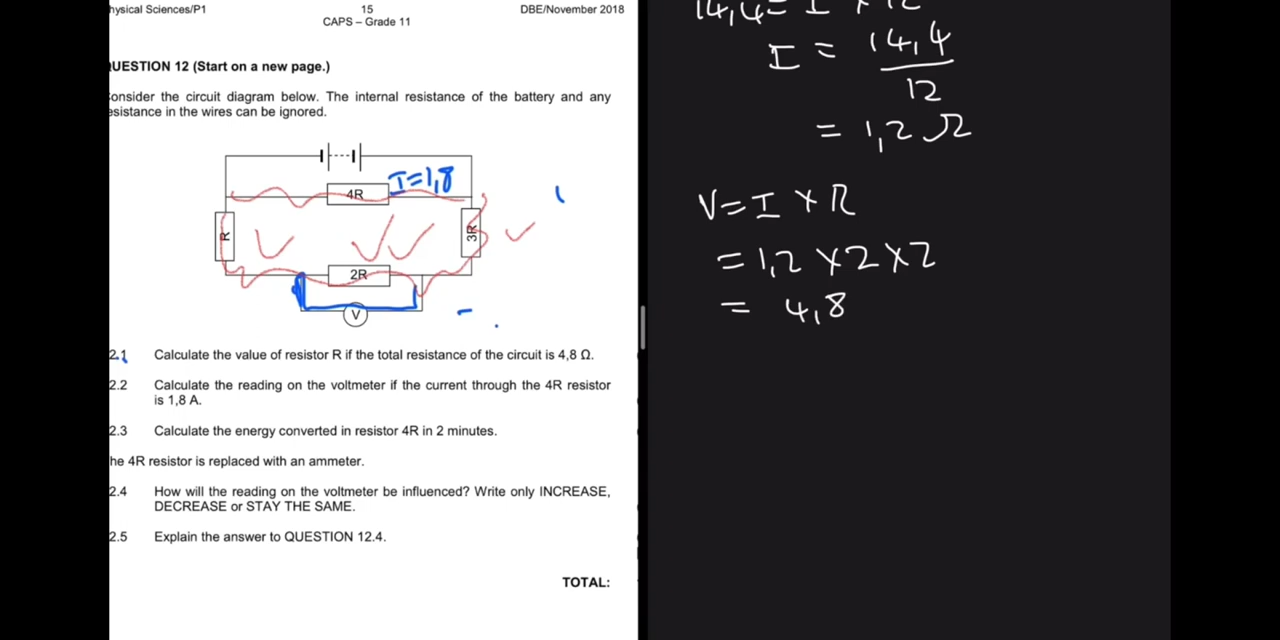 hysical Sciences/P1 15 DBE/November 2018
CAPS – Grade 11
QUESTION 12 (Start on a new page.)
onsider the circuit diagram below. The internal resistance of the battery and any
esistance in the wires can be ignored.
4R I=1,8
R
3R
2R
V
2.1 Calculate the value of resistor R if the total resistance of the circuit is 4,8 Ω.
2.2 Calculate the reading on the voltmeter if the current through the 4R resistor
is 1,8 A.
2.3 Calculate the energy converted in resistor 4R in 2 minutes.
he 4R resistor is replaced with an ammeter.
2.4 How will the reading on the voltmeter be influenced? Write only INCREASE,
DECREASE or STAY THE SAME.
2.5 Explain the answer to QUESTION 12.4.
TOTAL:
14,4 = I × 12
I = 14,4
12
= 1,2 Ω
V = I × R
= 1,2 × 2 × 2
= 4,8